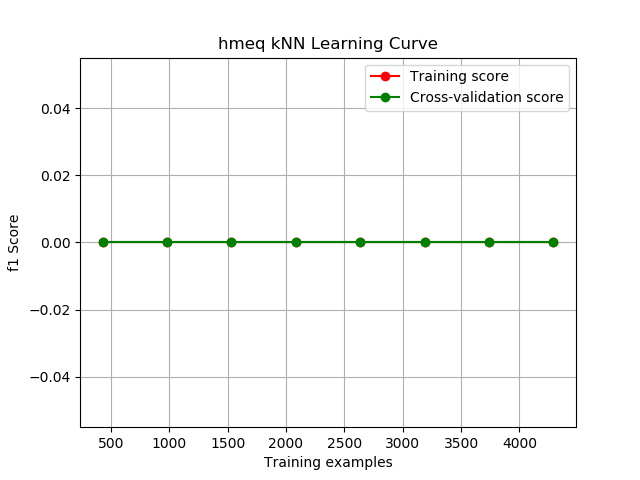 hmeq kNN Learning Curve
Training score
Cross-validation score
0.04
0.02
0.00
−0.02
−0.04
f1 Score
500 1000 1500 2000 2500 3000 3500 4000
Training examples